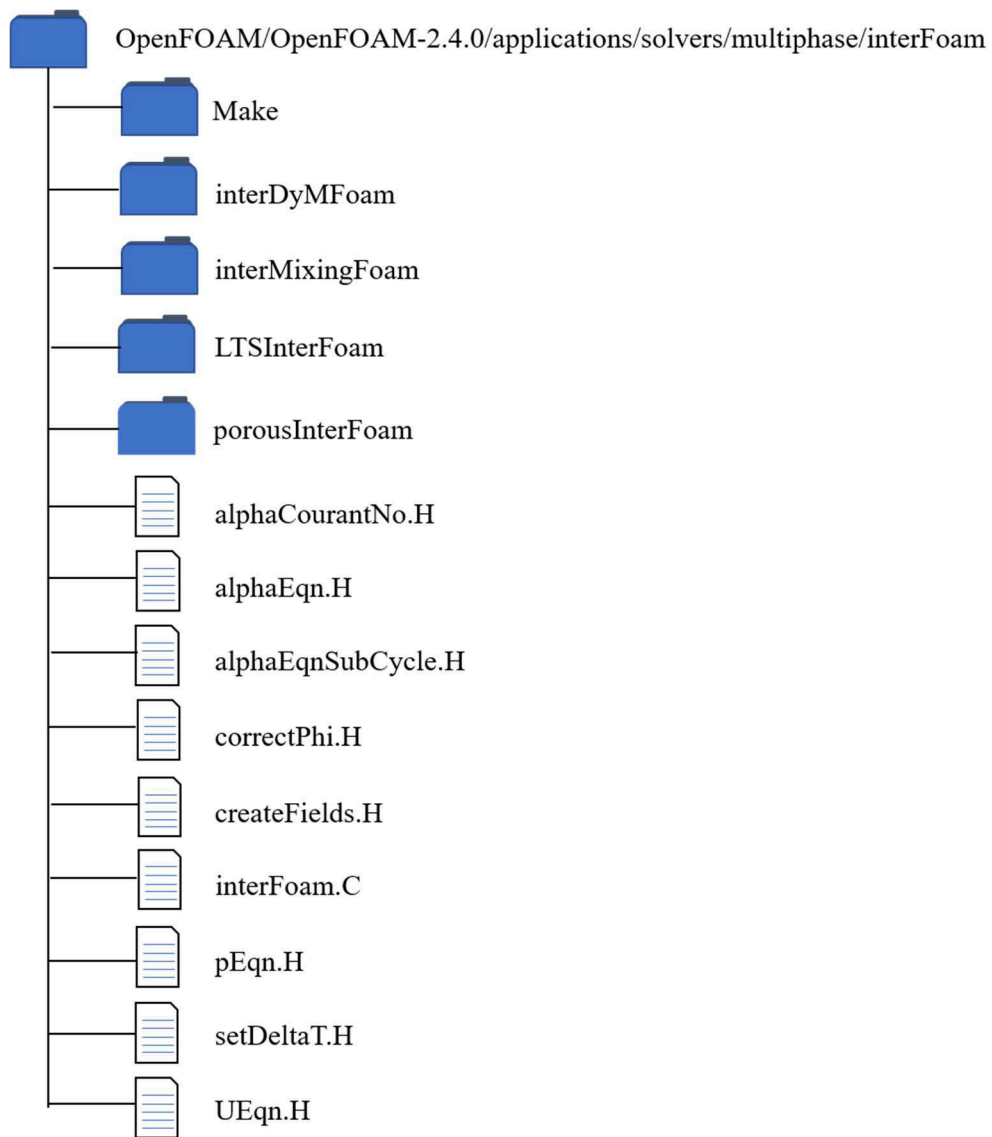 OpenFOAM/OpenFOAM-2.4.0/applications/solvers/multiphase/interFoam
Make
interDyMFoam
interMixingFoam
LTSInterFoam
porousInterFoam
alphaCourantNo.H
alphaEqn.H
alphaEqnSubCycle.H
correctPhi.H
createFields.H
interFoam.C
pEqn.H
setDeltaT.H
UEqn.H